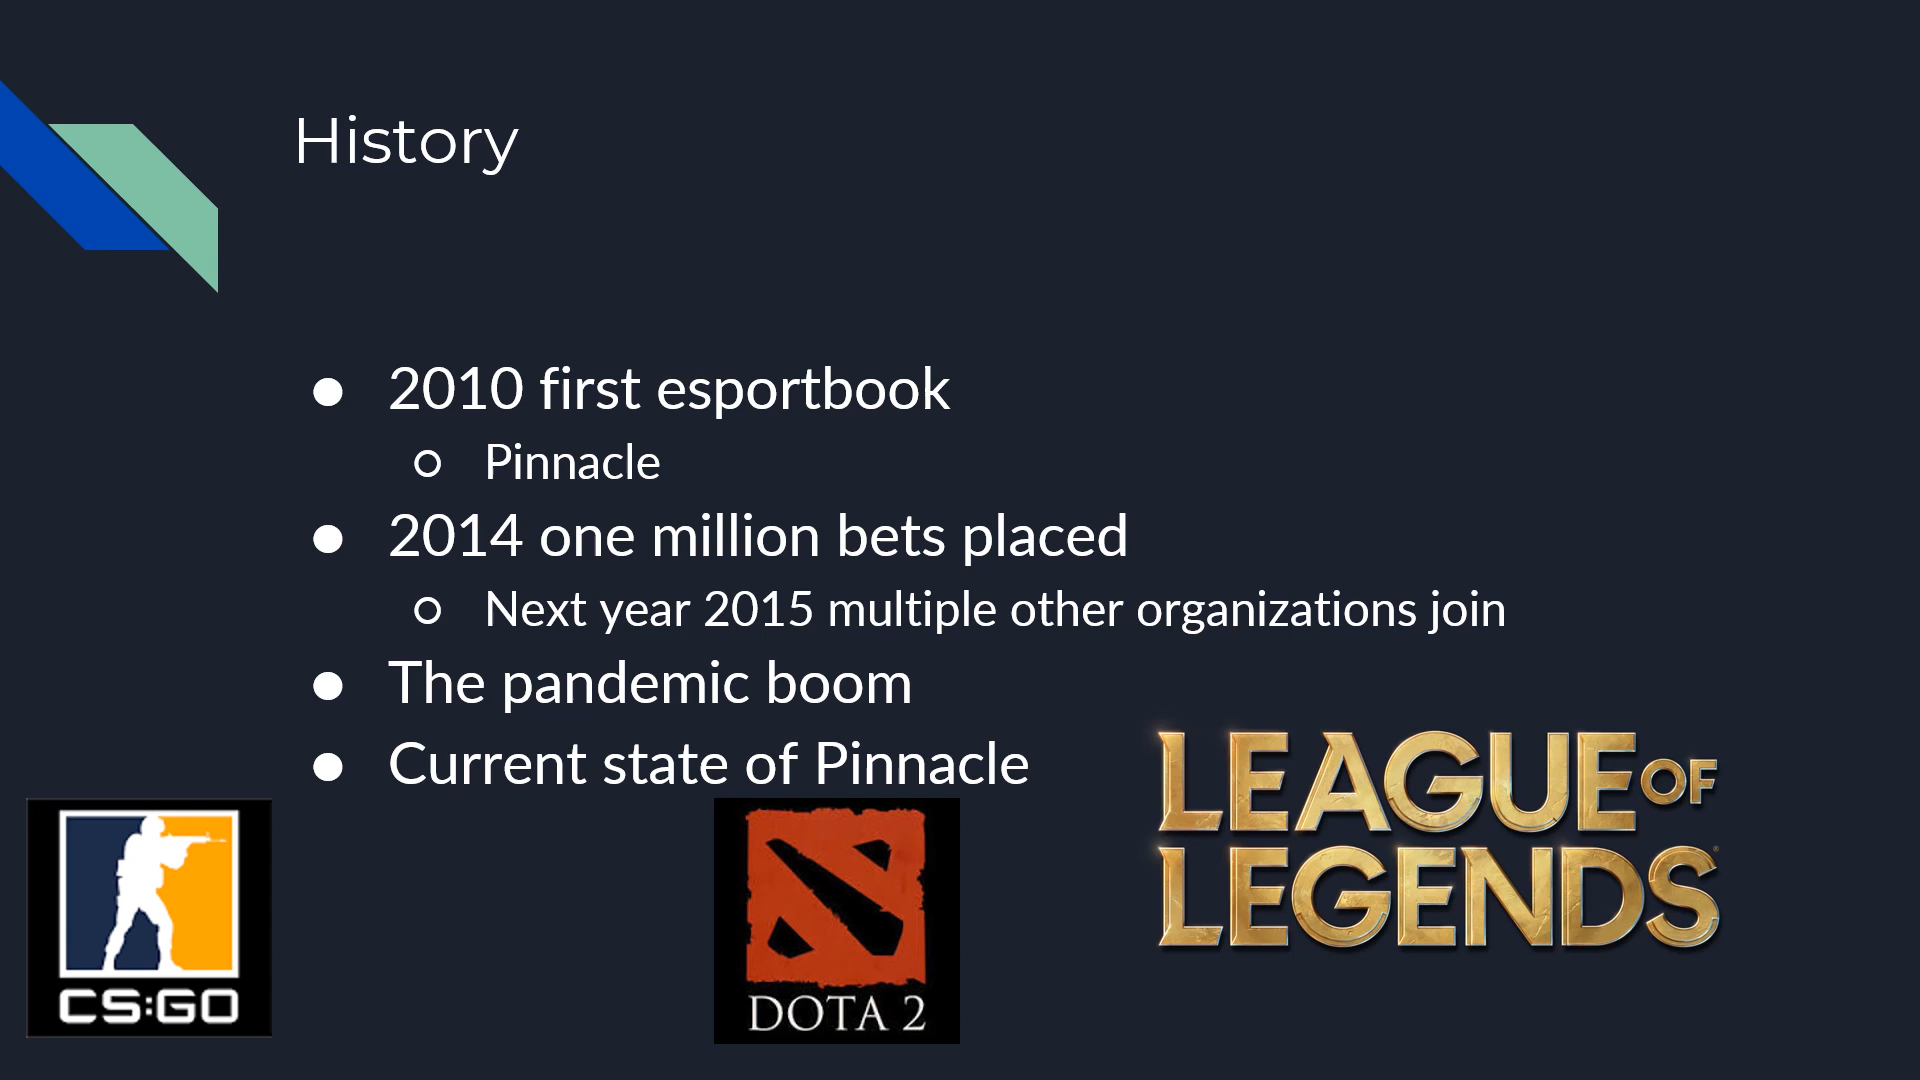 History
● 2010 first esportbook
○ Pinnacle
● 2014 one million bets placed
○ Next year 2015 multiple other organizations join
● The pandemic boom
● Current state of Pinnacle
LEAGUE OF
LEGENDS
CS:GO
DOTA 2